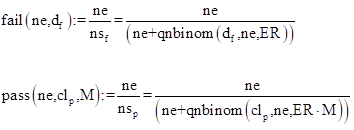 fail(ne,d_f):=ne/ns_f=ne/(ne+qnbinom(d_f,ne,ER))
pass(ne,cl_p,M):=ne/ns_p=ne/(ne+qnbinom(cl_p,ne,ER·M))